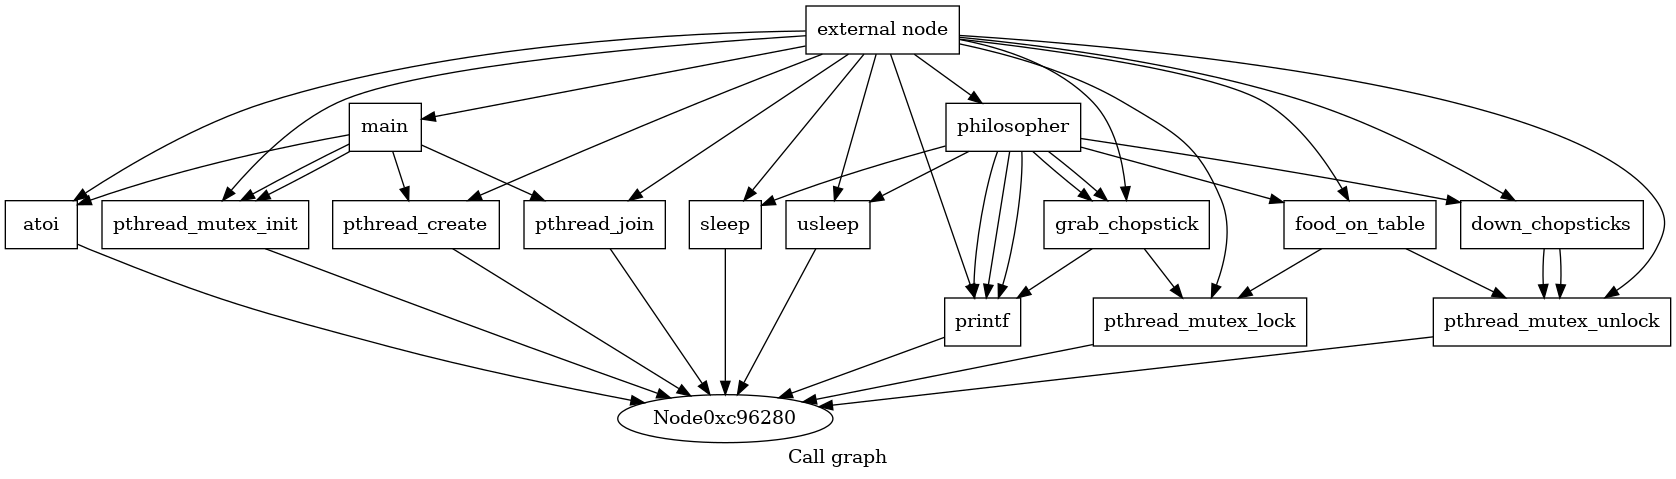 external node
main
philosopher
atoi
pthread_mutex_init
pthread_create
pthread_join
sleep
usleep
grab_chopstick
food_on_table
down_chopsticks
printf
pthread_mutex_lock
pthread_mutex_unlock
Node0xc96280
Call graph